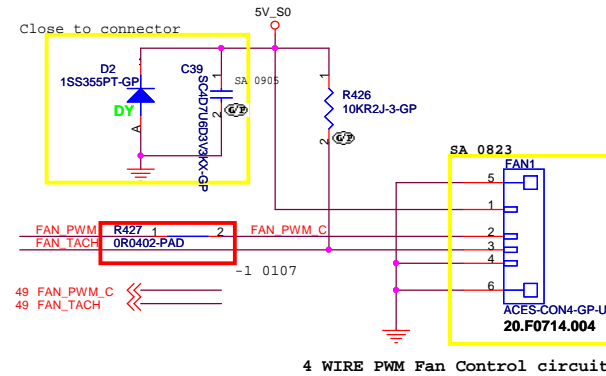 5V_S0
Close to connector
D2
1SS355PT-GP
DY
A
C39
SC4D7U6D3V3KX-GP
1
2
SA 0905
G/P
1
R426
10KR2J-3-GP
2
G/P
SA 0823
FAN1
5
1
2
3
4
6
ACES-CON4-GP-U
20.F0714.004
FAN_PWM
R427
1
2
FAN_PWM_C
FAN_TACH
0R0402-PAD
-1 0107
49 FAN_PWM_C
49 FAN_TACH
4 WIRE PWM Fan Control circuit